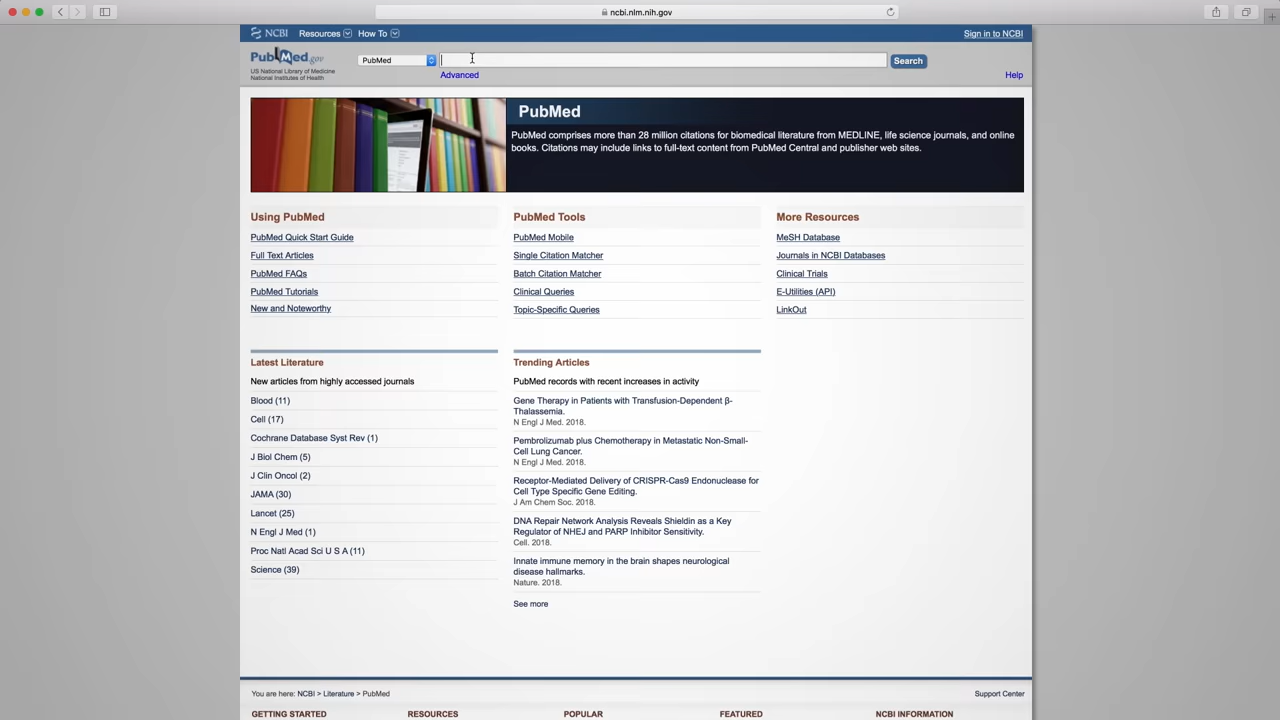 ncbi.nlm.nih.gov
NCBI Resources How To Sign in to NCBI
PubMed.gov
US National Library of Medicine
National Institutes of Health
PubMed
Search
Advanced
Help
PubMed
PubMed comprises more than 28 million citations for biomedical literature from MEDLINE, life science journals, and online
books. Citations may include links to full-text content from PubMed Central and publisher web sites.
Using PubMed
PubMed Quick Start Guide
Full Text Articles
PubMed FAQs
PubMed Tutorials
New and Noteworthy
PubMed Tools
PubMed Mobile
Single Citation Matcher
Batch Citation Matcher
Clinical Queries
Topic-Specific Queries
More Resources
MeSH Database
Journals in NCBI Databases
Clinical Trials
E-Utilities (API)
LinkOut
Latest Literature
New articles from highly accessed journals
Blood (11)
Cell (17)
Cochrane Database Syst Rev (1)
J Biol Chem (5)
J Clin Oncol (2)
JAMA (30)
Lancet (25)
N Engl J Med (1)
Proc Natl Acad Sci U S A (11)
Science (39)
Trending Articles
PubMed records with recent increases in activity
Gene Therapy in Patients with Transfusion-Dependent β-
Thalassemia.
N Engl J Med. 2018.
Pembrolizumab plus Chemotherapy in Metastatic Non-Small-
Cell Lung Cancer.
N Engl J Med. 2018.
Receptor-Mediated Delivery of CRISPR-Cas9 Endonuclease for
Cell Type Specific Gene Editing.
J Am Chem Soc. 2018.
DNA Repair Network Analysis Reveals Shieldin as a Key
Regulator of NHEJ and PARP Inhibitor Sensitivity.
Cell. 2018.
Innate immune memory in the brain shapes neurological
disease hallmarks.
Nature. 2018.
See more
You are here: NCBI > Literature > PubMed
Support Center
GETTING STARTED
RESOURCES
POPULAR
FEATURED
NCBI INFORMATION